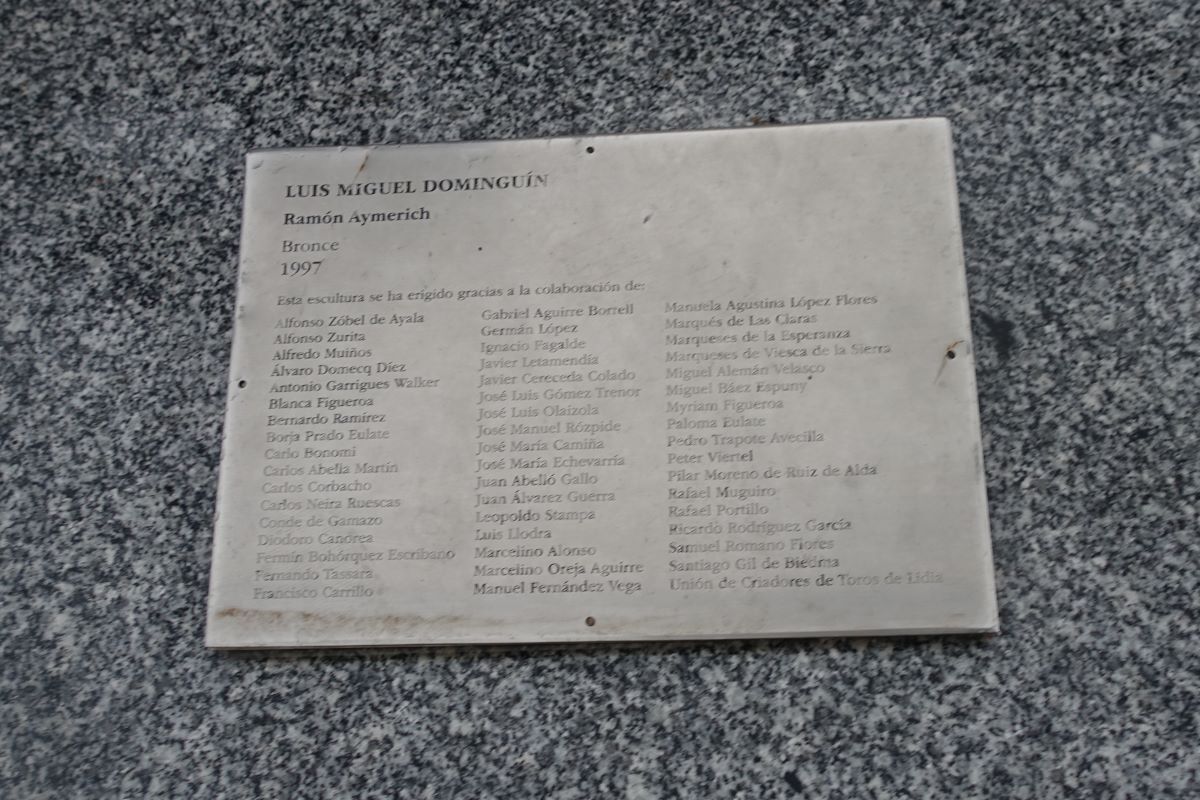 LUIS MIGUEL DOMINGUÍN
Ramón Aymerich
Bronce
1997
Esta escultura se ha erigido gracias a la colaboración de:
Alfonso Zóbel de Ayala
Alfonso Zurita
Alfredo Muiños
Álvaro Domecq Díez
Antonio Garrigues Walker
Blanca Figueroa
Bernardo Ramírez
Borja Prado Eulate
Carlo Bonomi
Carlos Abella Martín
Carlos Corbacho
Carlos Neira Ruescas
Conde de Gamazo
Diodoro Canorea
Fermín Bohórquez Escribano
Fernando Tassara
Francisco Carrillo
Gabriel Aguirre Borrell
Germán López
Ignacio Fagalde
Javier Letamendía
Javier Cereceda Colado
José Luis Gómez Trenor
José Luis Olaizola
José Manuel Rózpide
José María Camiña
José María Echevarría
Juan Abelló Gallo
Juan Álvarez Guerra
Leopoldo Stampa
Luis Llodra
Marcelino Alonso
Marcelino Oreja Aguirre
Manuel Fernández Vega
Manuela Agustina López Flores
Marqués de Las Claras
Marqueses de la Esperanza
Marqueses de Viesca de la Sierra
Miguel Alemán Velasco
Miguel Báez Espuny
Myriam Figueroa
Paloma Eulate
Pedro Trapote Avecilla
Peter Viertel
Pilar Moreno de Ruiz de Alda
Rafael Muguiro
Rafael Portillo
Ricardo Rodríguez García
Samuel Romano Flores
Santiago Gil de Biedma
Unión de Criadores de Toros de Lidia